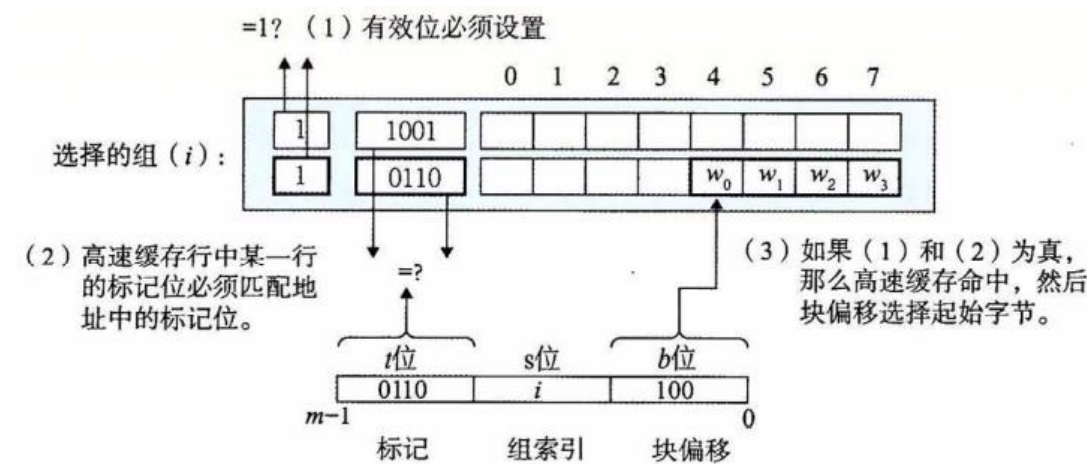 =1? (1)有效位必须设置
0 1 2 3 4 5 6 7
1 1001
选择的组(i):
1 0110 w0 w1 w2 w3
(2)高速缓存行中某一行
的标记位必须匹配地
址中的标记位。
=?
(3)如果(1)和(2)为真,
那么高速缓存命中,然后
块偏移选择起始字节。
t位 s位 b位
0110 i 100
m-1 0
标记 组索引 块偏移